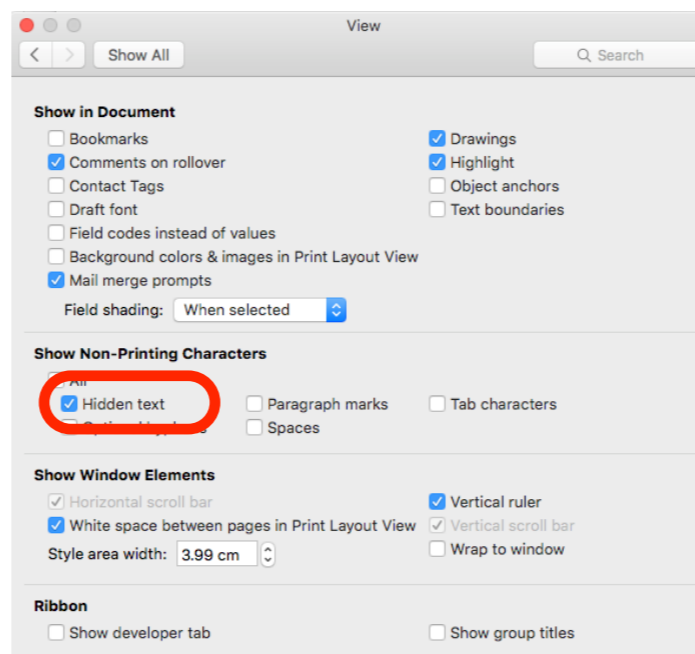 View
Show All
Search
Show in Document
Bookmarks
Drawings
Comments on rollover
Highlight
Contact Tags
Object anchors
Draft font
Text boundaries
Field codes instead of values
Background colors & images in Print Layout View
Mail merge prompts
Field shading: When selected
Show Non-Printing Characters
All
Hidden text
Paragraph marks
Tab characters
Spaces
Show Window Elements
Horizontal scroll bar
Vertical ruler
White space between pages in Print Layout View
Vertical scroll bar
Style area width: 3.99 cm
Wrap to window
Ribbon
Show developer tab
Show group titles